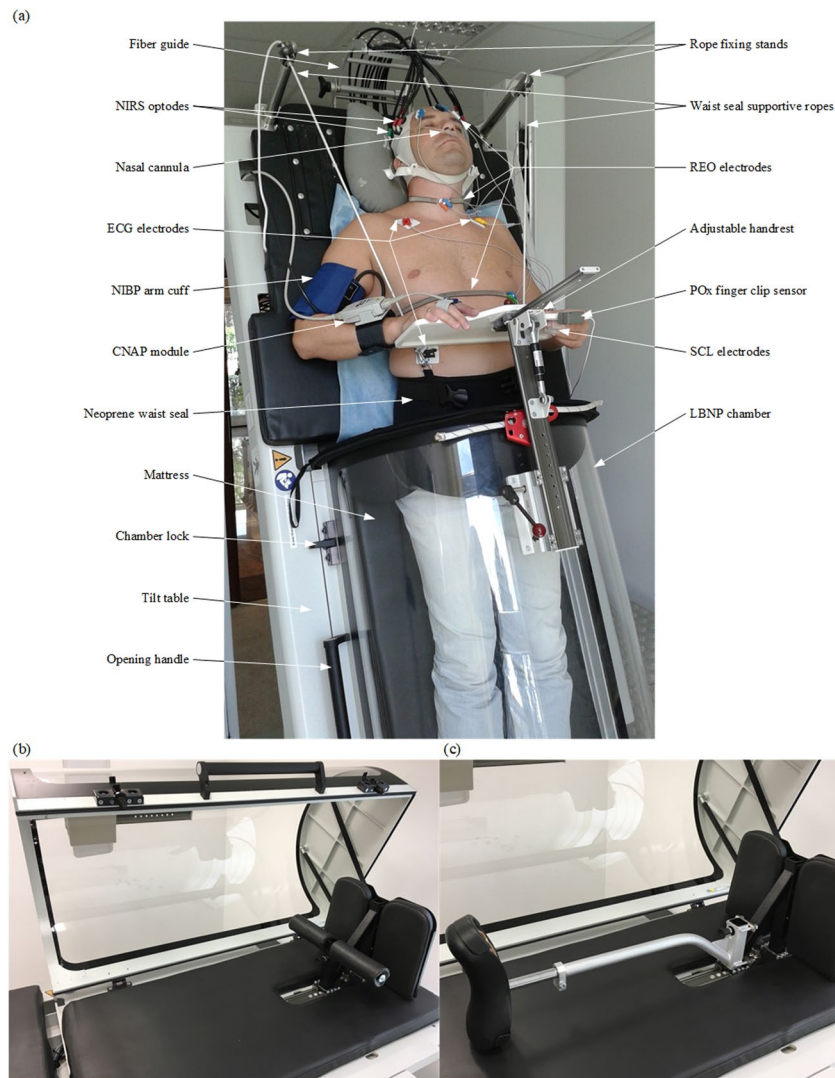 (a)
Fiber guide
Rope fixing stands
NIRS optodes
Waist seal supportive ropes
Nasal cannula
REO electrodes
ECG electrodes
Adjustable handrest
NIBP arm cuff
POx finger clip sensor
CNAP module
SCL electrodes
Neoprene waist seal
LBNP chamber
Mattress
Chamber lock
Tilt table
Opening handle
(b)
(c)